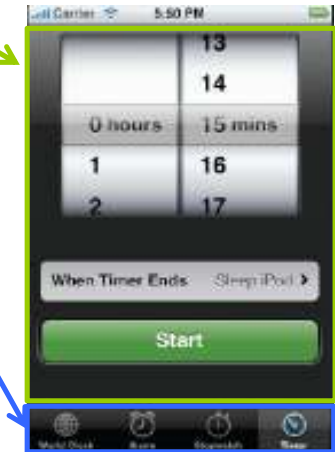 Carrier 5:50 PM
13
14
0 hours 15 mins
1 16
2 17
When Timer Ends Sleep iPod >
Start
World Clock Alarm Stopwatch Timer